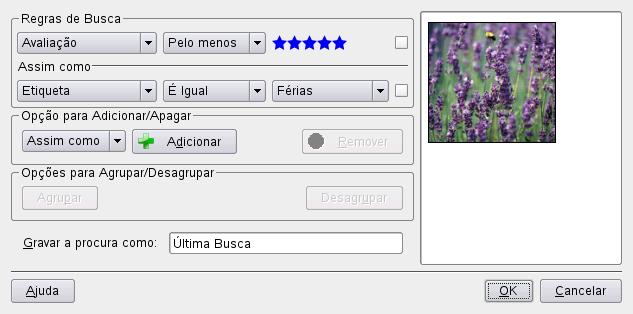 Regras de Busca
Avaliação Pelo menos
Assim como
Etiqueta É Igual Férias
Opção para Adicionar/Apagar
Assim como Adicionar Remover
Opções para Agrupar/Desagrupar
Agrupar Desagrupar
Gravar a procura como: Última Busca
Ajuda OK Cancelar